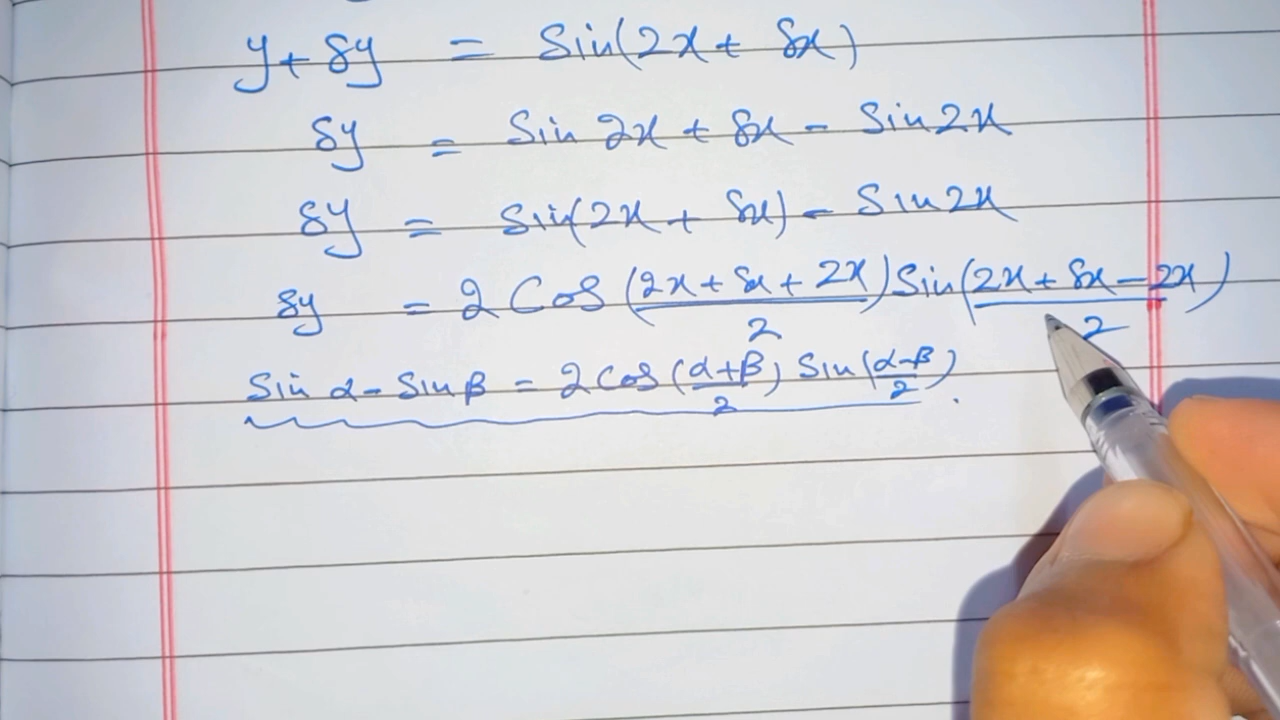 y + δy = Sin(2x + δx)
δy = Sin 2x + δx - Sin2x
δy = Sin(2x + δx) - Sin2x
δy = 2 Cos (2x + δx + 2x)/2 Sin(2x + δx - 2x)/2
Sin α - Sin β = 2 Cos (α+β)/2 Sin (α-β)/2 .